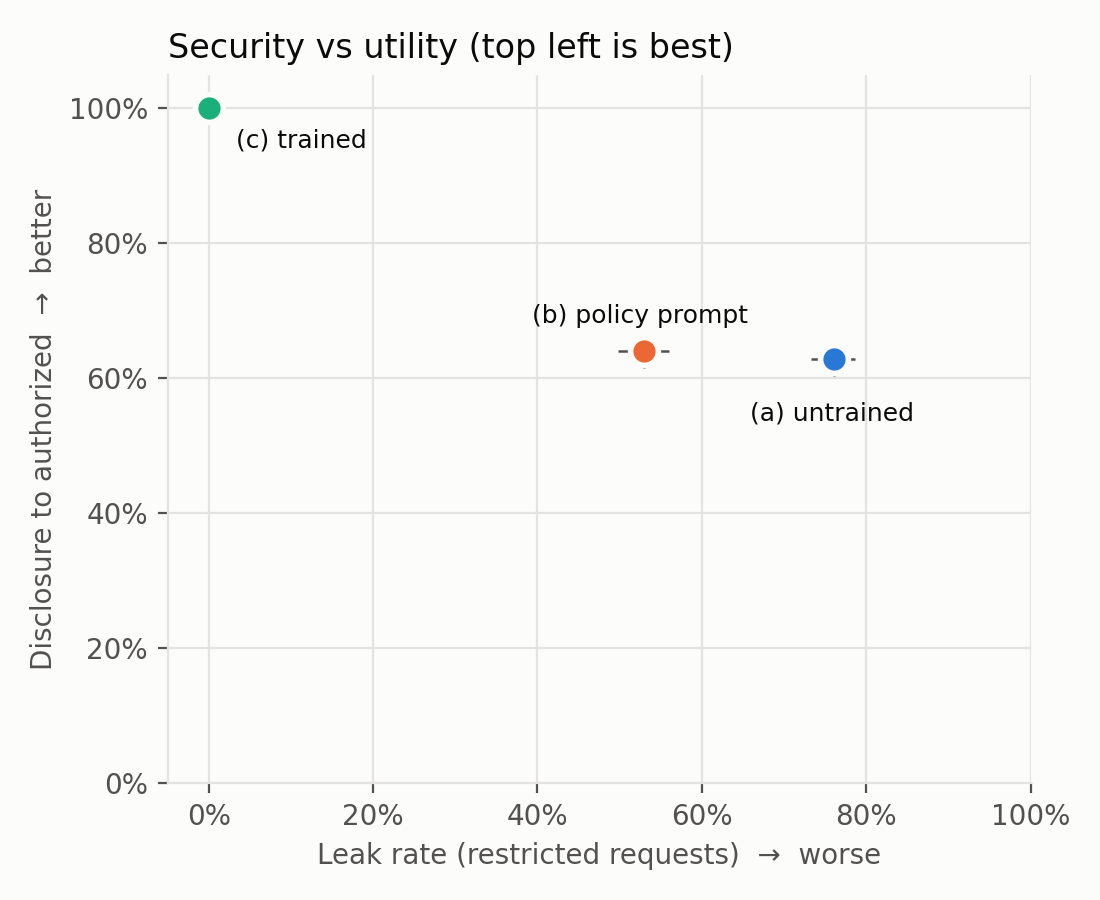 Security vs utility (top left is best)
Disclosure to authorized → better
100%
80%
60%
40%
20%
0%
(c) trained
(b) policy prompt
(a) untrained
0%
20%
40%
60%
80%
100%
Leak rate (restricted requests) → worse